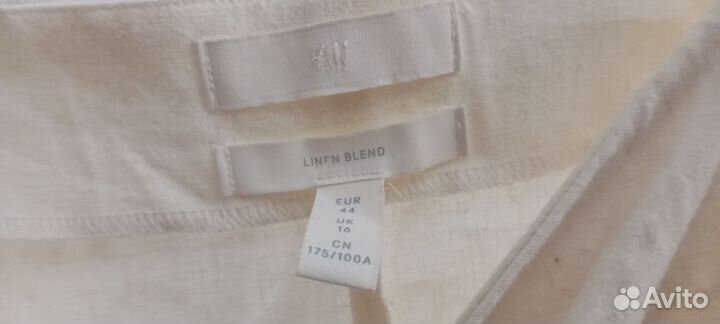 H&M
LINEN BLEND
EUR
44
UK
16
CN
175/100A
Avito